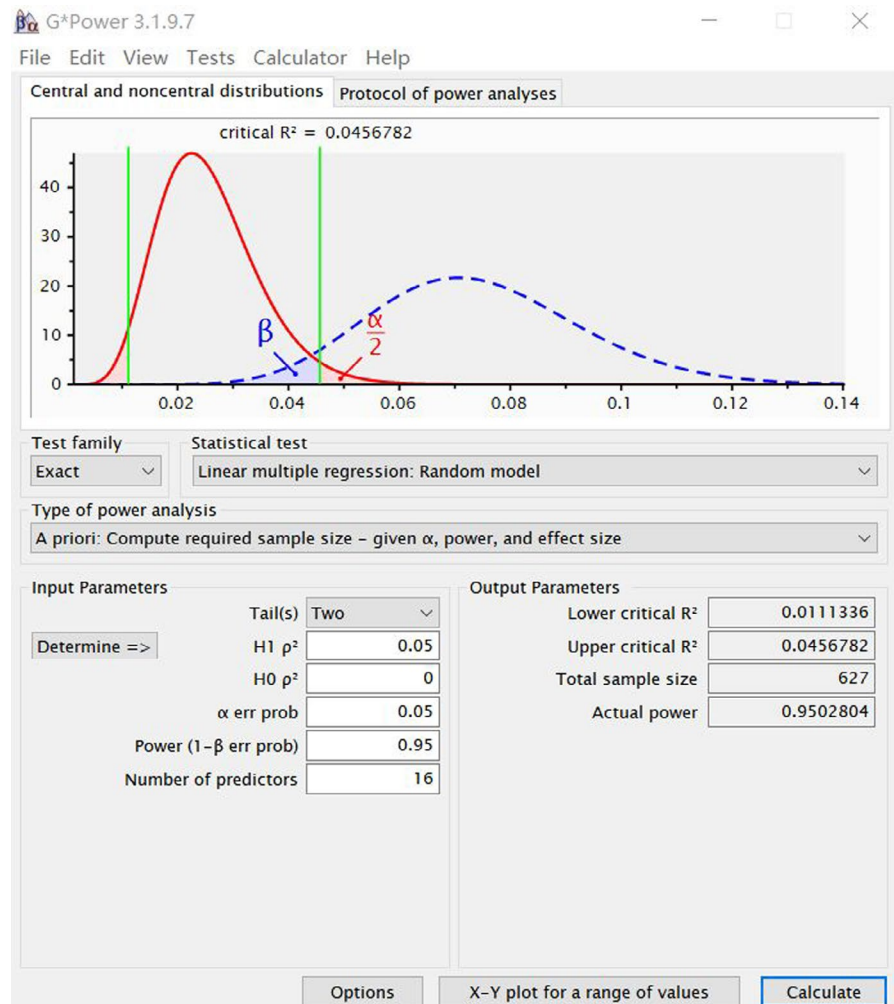 βα G*Power 3.1.9.7
File Edit View Tests Calculator Help
Central and noncentral distributions Protocol of power analyses
critical R² = 0.0456782
40
30
20
10
0
β
α
2
0.02 0.04 0.06 0.08 0.1 0.12 0.14
Test family Statistical test
Exact Linear multiple regression: Random model
Type of power analysis
A priori: Compute required sample size – given α, power, and effect size
Input Parameters Output Parameters
Tail(s) Two Lower critical R² 0.0111336
Determine => H1 ρ² 0.05 Upper critical R² 0.0456782
H0 ρ² 0 Total sample size 627
α err prob 0.05 Actual power 0.9502804
Power (1–β err prob) 0.95
Number of predictors 16
Options X–Y plot for a range of values Calculate